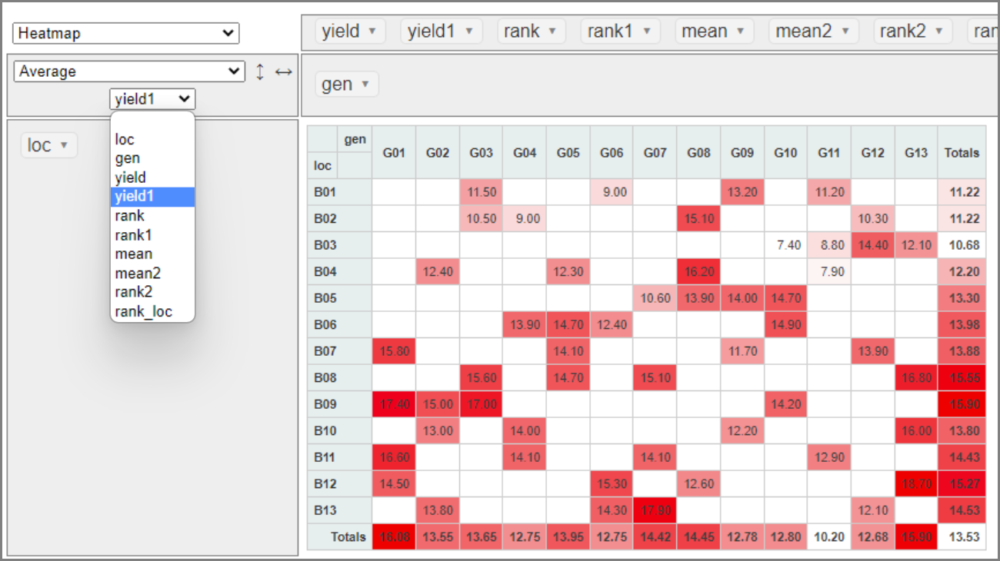 Heatmap
yield yield1 rank rank1 mean mean2 rank2 ran
Average
yield1
gen
loc
loc
gen
yield
yield1
rank
rank1
mean
mean2
rank2
rank_loc
gen G01 G02 G03 G04 G05 G06 G07 G08 G09 G10 G11 G12 G13 Totals
loc
B01 11.50 9.00 13.20 11.20 11.22
B02 10.50 9.00 15.10 10.30 11.22
B03 7.40 8.80 14.40 12.10 10.68
B04 12.40 12.30 16.20 7.90 12.20
B05 10.60 13.90 14.00 14.70 13.30
B06 13.90 14.70 12.40 14.90 13.98
B07 15.80 14.10 11.70 13.90 13.88
B08 15.60 14.70 15.10 16.80 15.55
B09 17.40 15.00 17.00 14.20 15.90
B10 13.00 14.00 12.20 16.00 13.80
B11 16.60 14.10 14.10 12.90 14.43
B12 14.50 15.30 12.60 18.70 15.27
B13 13.80 14.30 17.90 12.10 14.53
Totals 16.08 13.55 13.65 12.75 13.95 12.75 14.42 14.45 12.78 12.80 10.20 12.68 15.90 13.53